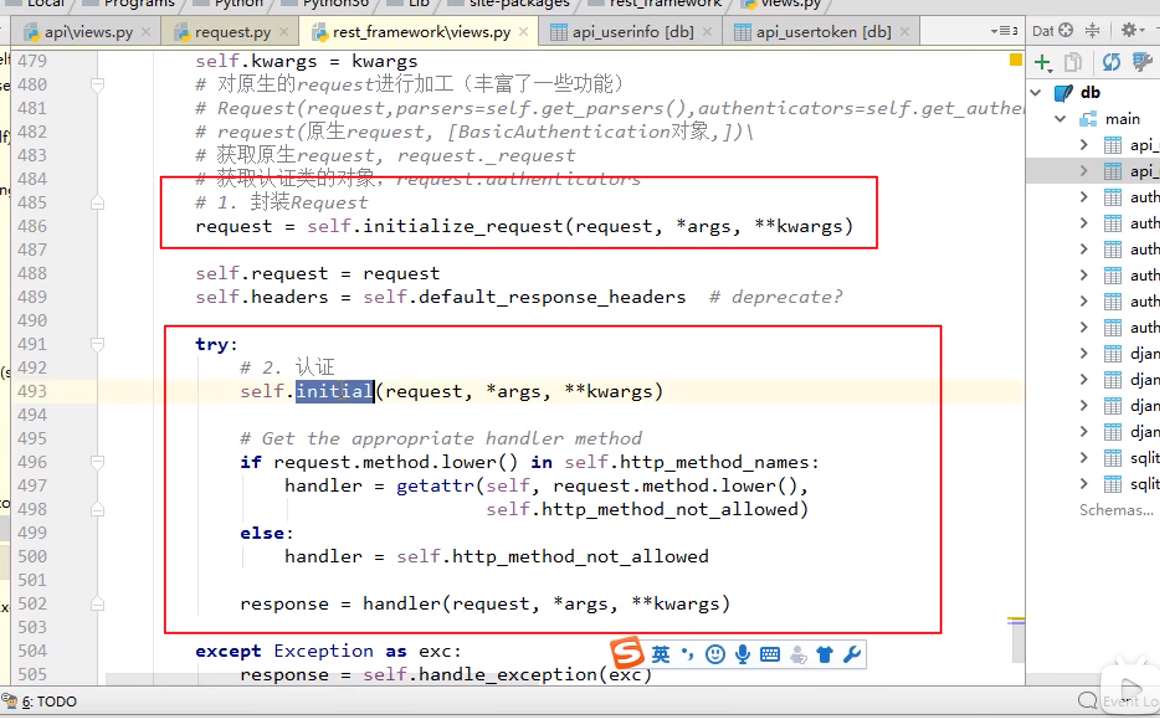 Local Programs Python Python36 Lib site-packages rest_framework views.py
api\views.py request.py rest_framework\views.py api_userinfo [db] api_usertoken [db] Dat
479 self.kwargs = kwargs
480 # 对原生的request进行加工（丰富了一些功能）
481 # Request(request,parsers=self.get_parsers(),authenticators=self.get_authe
482 # request(原生request, [BasicAuthentication对象,])\
483 # 获取原生request, request._request
484 # 获取认证类的对象，request.authenticators
485 # 1. 封装Request
486 request = self.initialize_request(request, *args, **kwargs)
487
488 self.request = request
489 self.headers = self.default_response_headers # deprecate?
490
491 try:
492 # 2. 认证
493 self.initial(request, *args, **kwargs)
494
495 # Get the appropriate handler method
496 if request.method.lower() in self.http_method_names:
497 handler = getattr(self, request.method.lower(),
498 self.http_method_not_allowed)
499 else:
500 handler = self.http_method_not_allowed
501
502 response = handler(request, *args, **kwargs)
503
504 except Exception as exc:
505 response = self.handle_exception(exc)
db
main
api_
api_
auth
auth
auth
auth
auth
auth
djan
djan
djan
djan
sqlit
sqlit
Schemas...
英
6: TODO
Event Lo